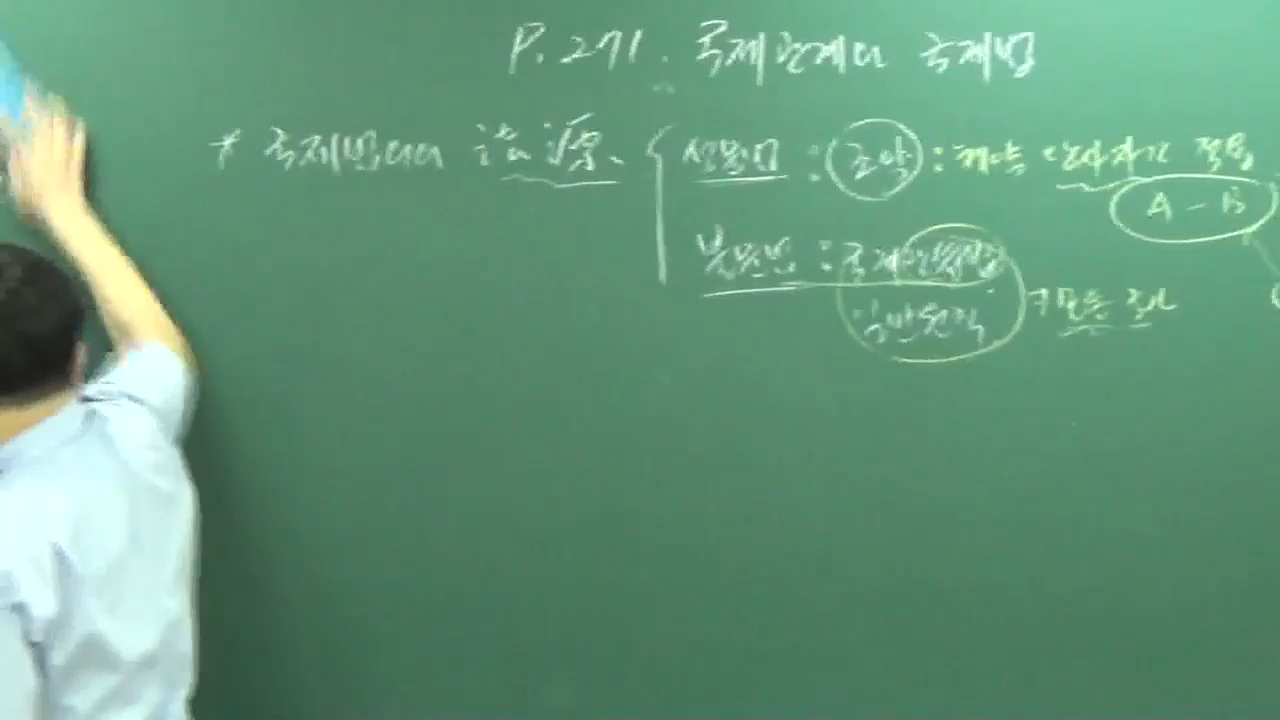 P. 271. 국제관계와 국제법
* 국제법의 法源. { 성문법 : 조약 : 체약 당사자간 적용
A - B
불문법 : 국제관습법
일반원칙 → 모든 국가